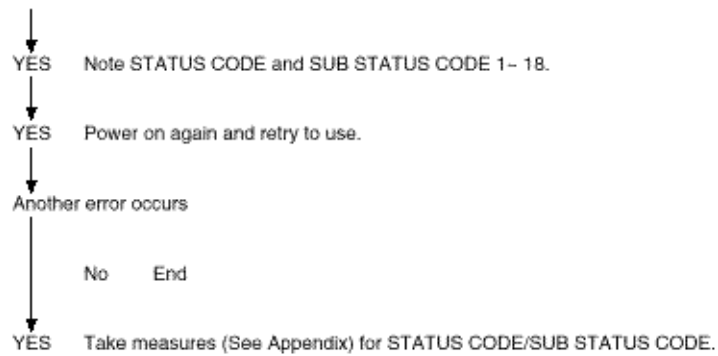 YES Note STATUS CODE and SUB STATUS CODE 1~ 18.
YES Power on again and retry to use.
Another error occurs
No End
YES Take measures (See Appendix) for STATUS CODE/SUB STATUS CODE.